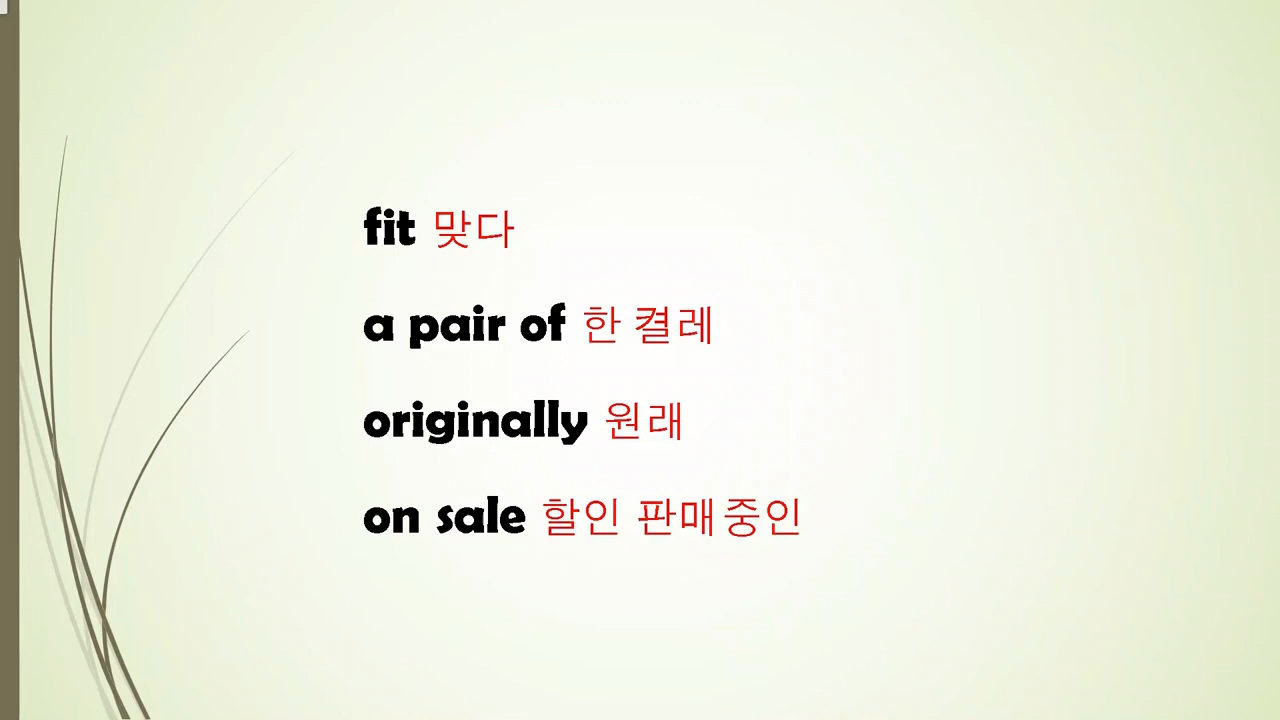 fit 맞다
a pair of 한 켤레
originally 원래
on sale 할인 판매중인